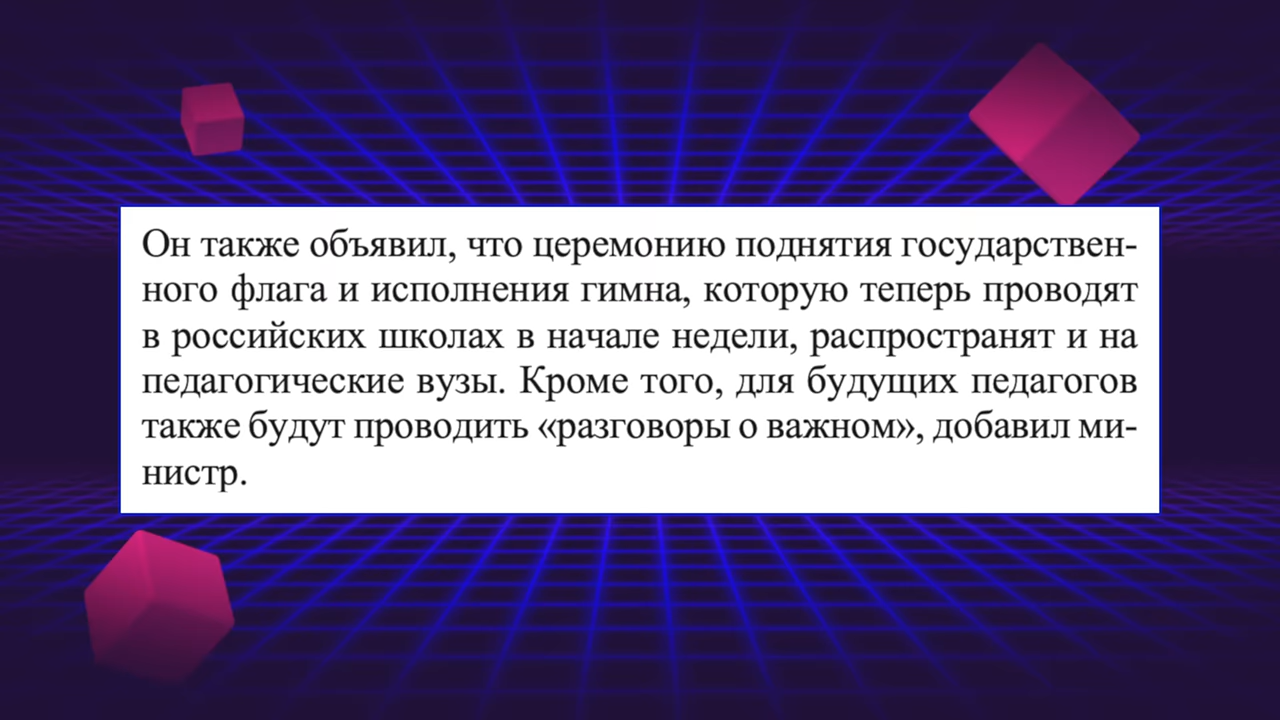 Он также объявил, что церемонию поднятия государствен-
ного флага и исполнения гимна, которую теперь проводят
в российских школах в начале недели, распространят и на
педагогические вузы. Кроме того, для будущих педагогов
также будут проводить «разговоры о важном», добавил ми-
нистр.